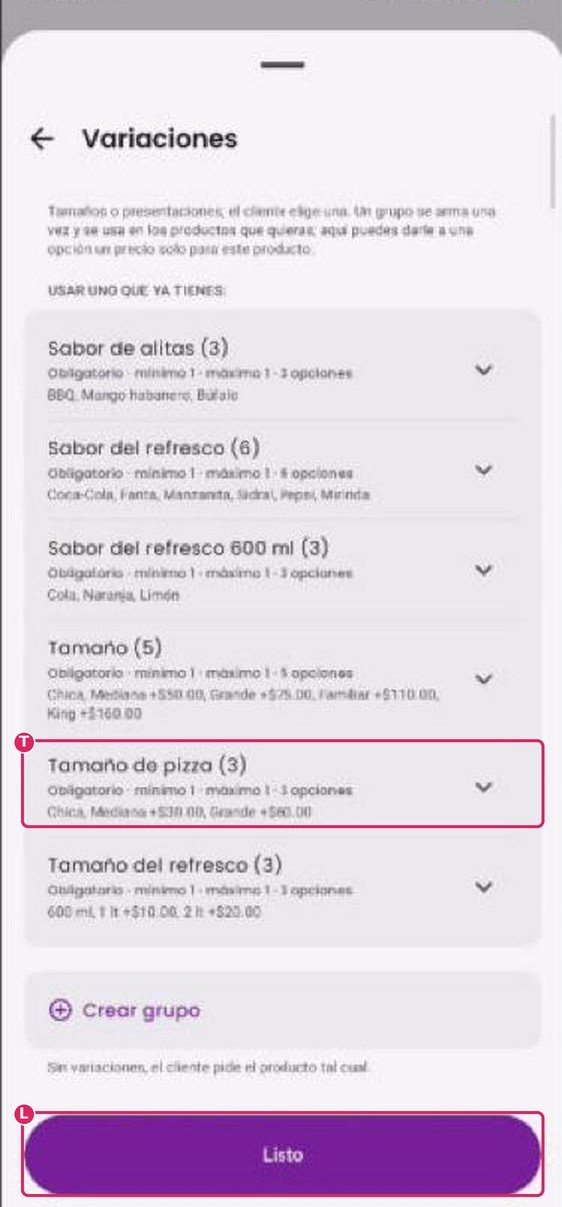 Variaciones
Tamaños o presentaciones; el cliente elige una. Un grupo se arma una
vez y se usa en los productos que quieras; aquí puedes darle a una
opción un precio solo para este producto.
USAR UNO QUE YA TIENES:
Sabor de alitas (3)
Obligatorio · mínimo 1 · máximo 1 · 3 opciones
BBQ, Mango habanero, Búfalo
Sabor del refresco (6)
Obligatorio · mínimo 1 · máximo 1 · 6 opciones
Coca-Cola, Fanta, Manzanita, Sidral, Pepsi, Mirinda
Sabor del refresco 600 ml (3)
Obligatorio · mínimo 1 · máximo 1 · 3 opciones
Cola, Naranja, Limón
Tamaño (5)
Obligatorio · mínimo 1 · máximo 1 · 5 opciones
Chica, Mediana +$50.00, Grande +$75.00, Familiar +$110.00,
King +$160.00
T
Tamaño de pizza (3)
Obligatorio · mínimo 1 · máximo 1 · 3 opciones
Chica, Mediana +$30.00, Grande +$60.00
Tamaño del refresco (3)
Obligatorio · mínimo 1 · máximo 1 · 3 opciones
600 ml, 1 lt +$10.00, 2 lt +$20.00
Crear grupo
Sin variaciones, el cliente pide el producto tal cual.
L
Listo